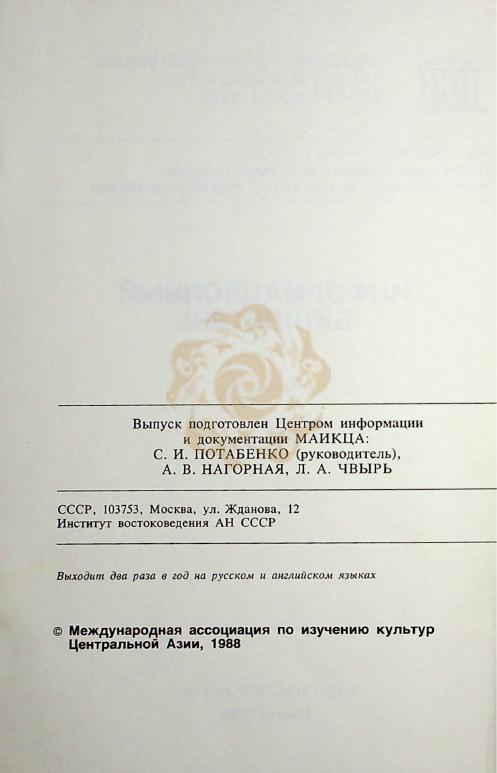 Выпуск подготовлен Центром информации
и документации МАИКЦА:
С. И. ПОТАБЕНКО (руководитель),
А. В. НАГОРНАЯ, Л. А. ЧВЫРЬ
СССР, 103753, Москва, ул. Жданова, 12
Институт востоковедения АН СССР
Выходит два раза в год на русском и английском языках
© Международная ассоциация по изучению культур
Центральной Азии, 1988